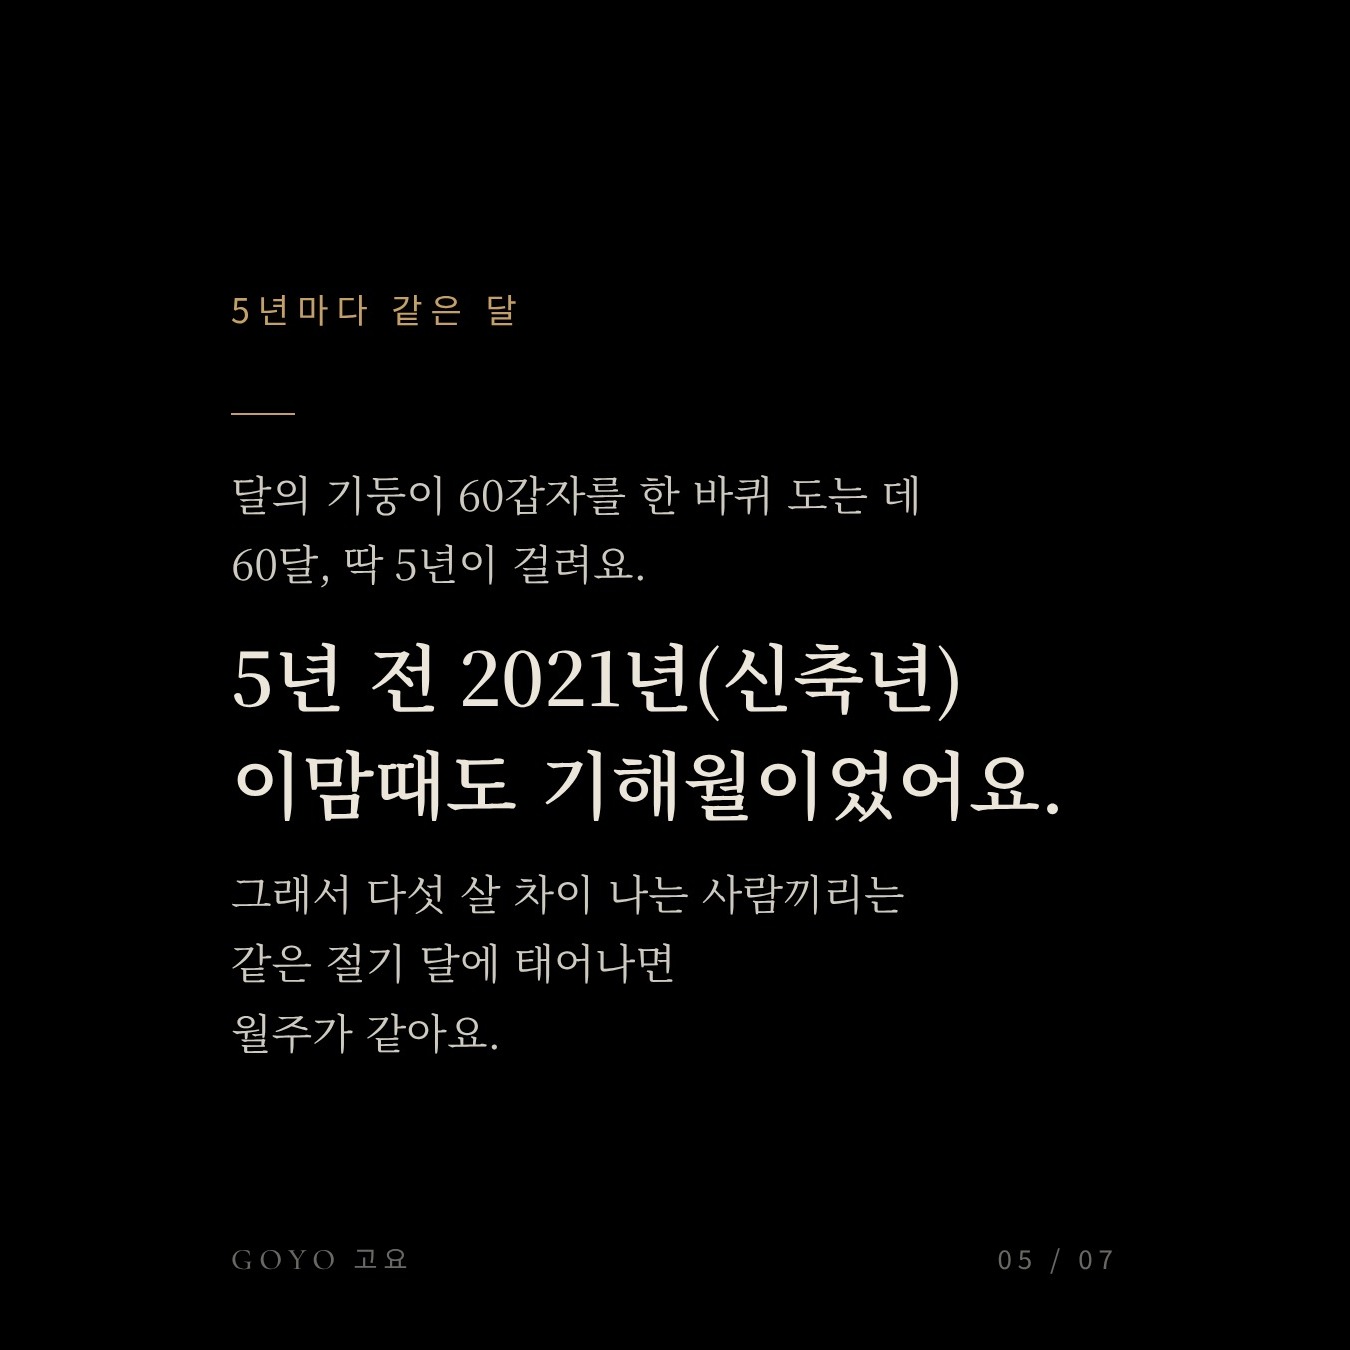 5년마다 같은 달
달의 기둥이 60갑자를 한 바퀴 도는 데
60달, 딱 5년이 걸려요.
5년 전 2021년(신축년)
이맘때도 기해월이었어요.
그래서 다섯 살 차이 나는 사람끼리는
같은 절기 달에 태어나면
월주가 같아요.
GOYO 고요
05 / 07